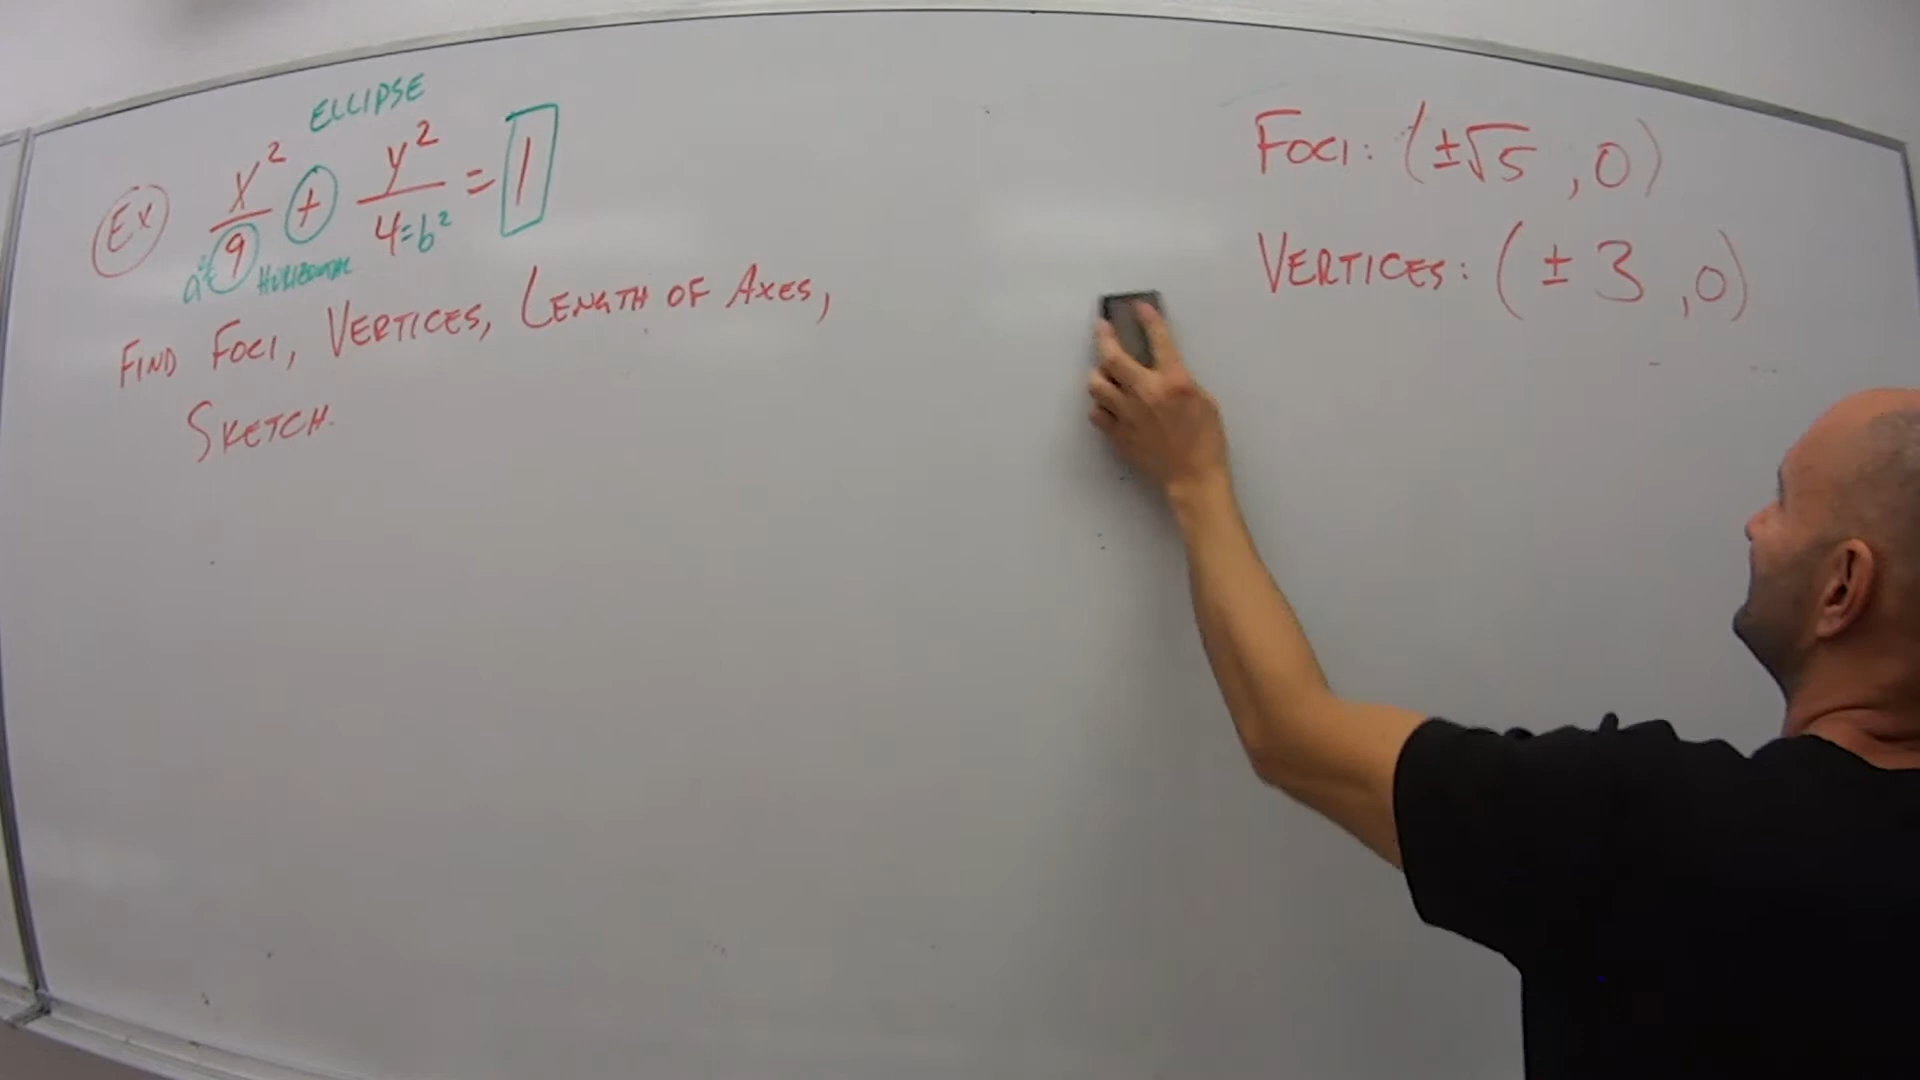 ELLIPSE
Ex x²/9 + y²/4=b² = 1
a²= HORIZONTAL
FIND FOCI, VERTICES, LENGTH OF AXES,
SKETCH.
FOCI: (±√5, 0)
VERTICES: (±3, 0)